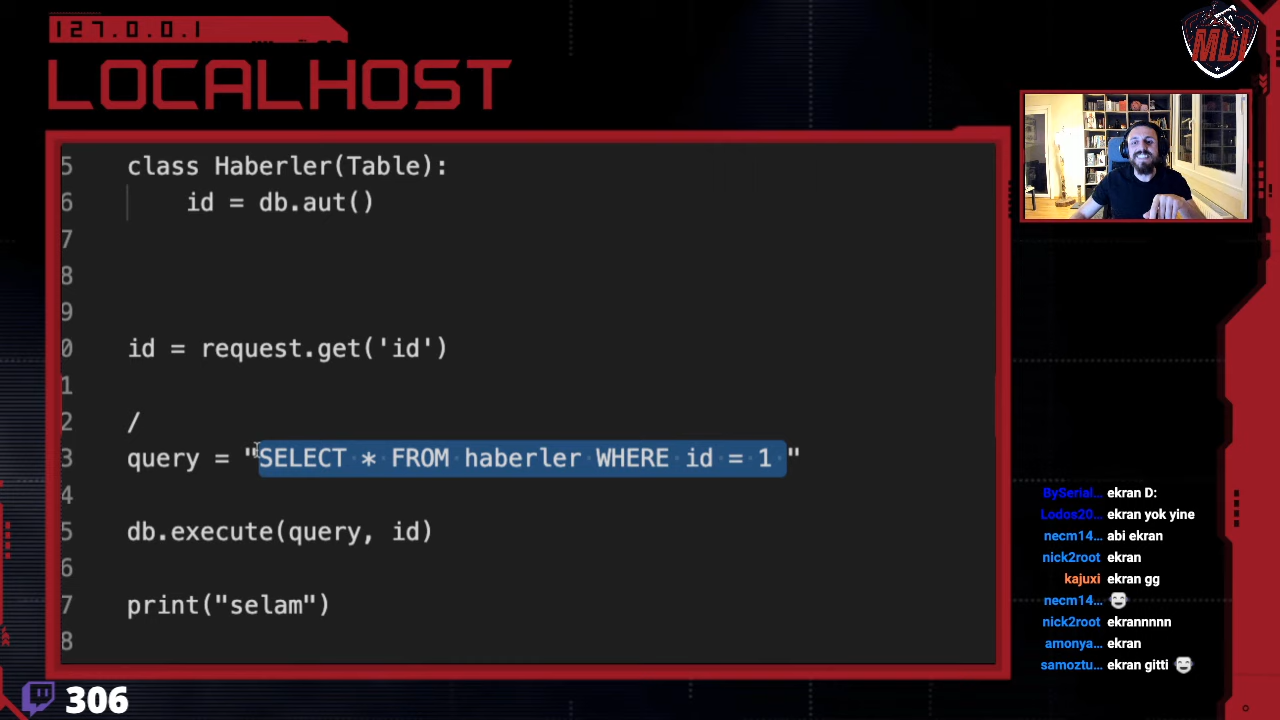 127.0.0.1
LOCALHOST
MDI
5 class Haberler(Table):
6 id = db.aut()
7
8
9
0 id = request.get('id')
1
2 /
3 query = "SELECT * FROM haberler WHERE id = 1 "
4
5 db.execute(query, id)
6
7 print("selam")
8
BySerial... ekran D:
Lodos20... ekran yok yine
necm14... abi ekran
nick2root ekran
kajuxi ekran gg
necm14...
nick2root ekrannnnn
amonya... ekran
samoztu... ekran gitti
306